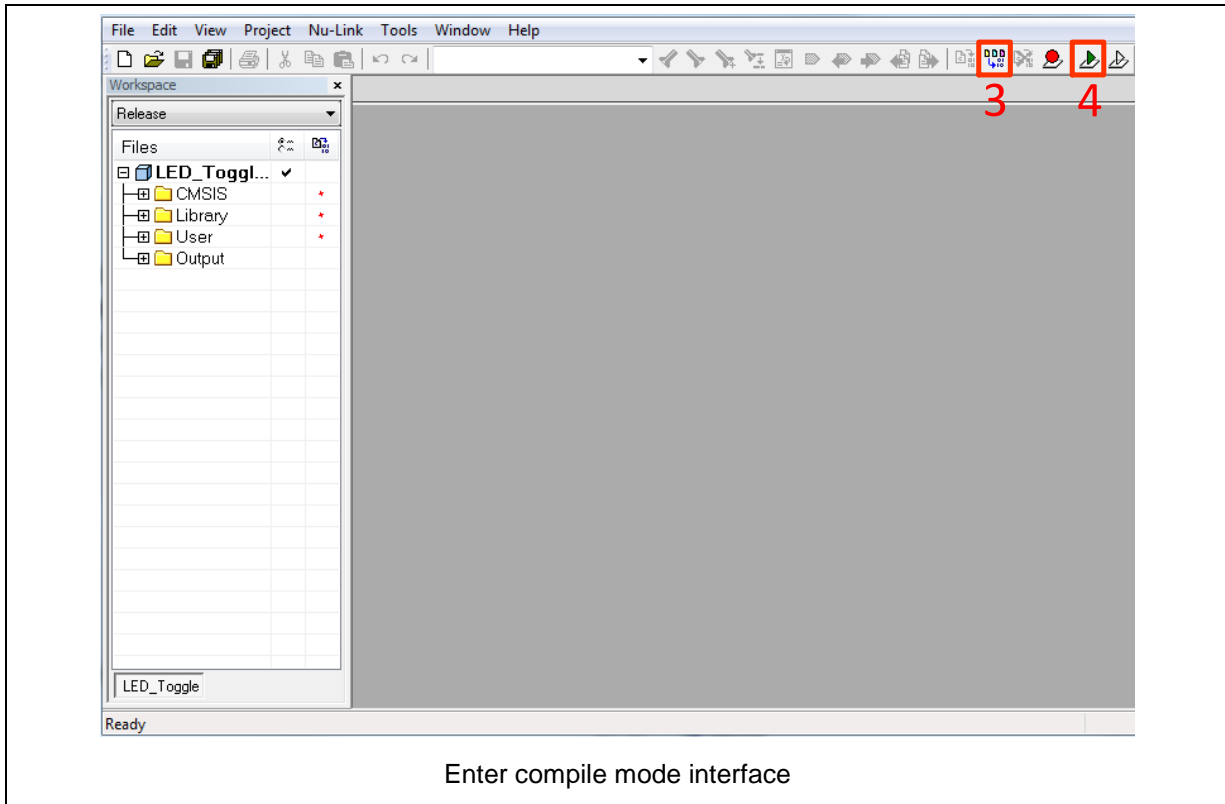 File Edit View Project Nu-Link Tools Window Help
3 4
Workspace x
Release
Files
LED_Toggl...
CMSIS
Library
User
Output
LED_Toggle
Ready
Enter compile mode interface